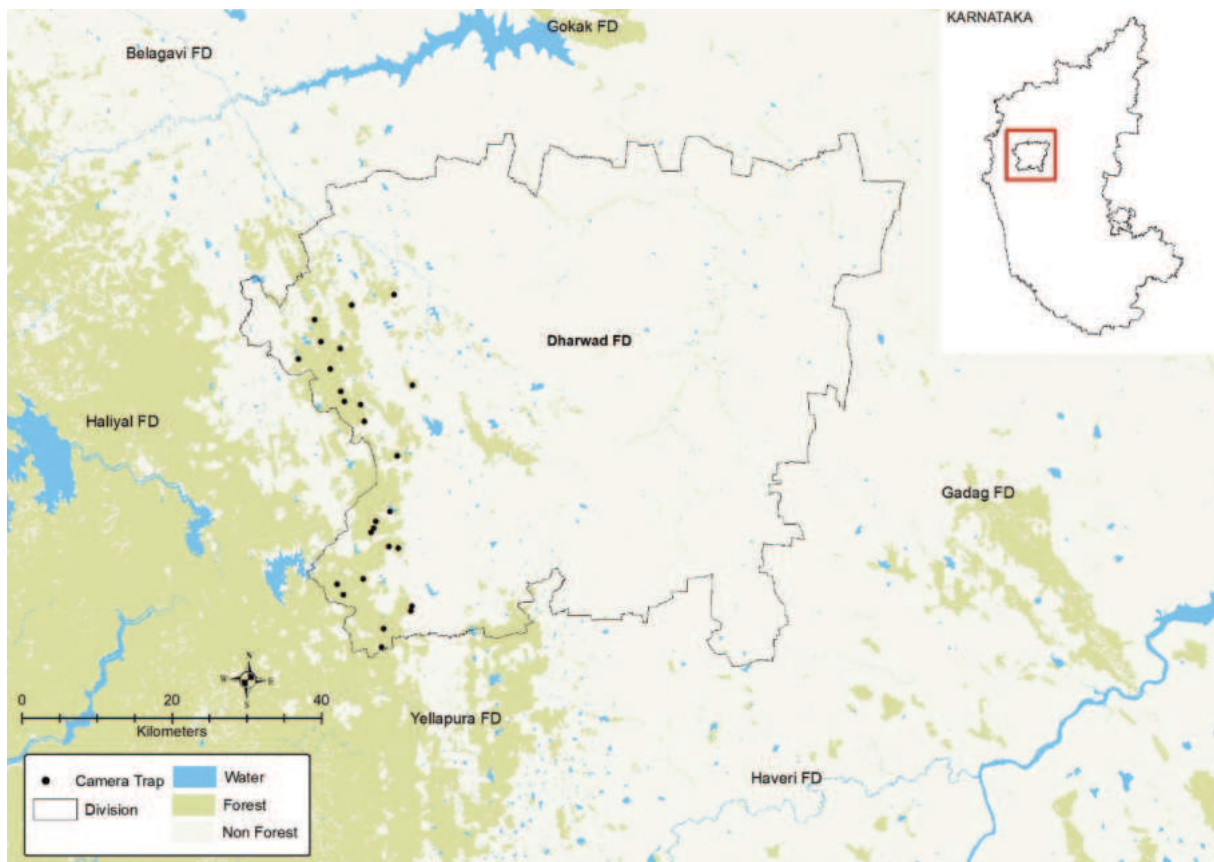 Gokak FD
Belagavi FD
KARNATAKA
Dharwad FD
Haliyal FD
Gadag FD
N
W E
S
0 20 40
Kilometers
Yellapura FD
Haveri FD
Camera Trap
Division
Water
Forest
Non Forest